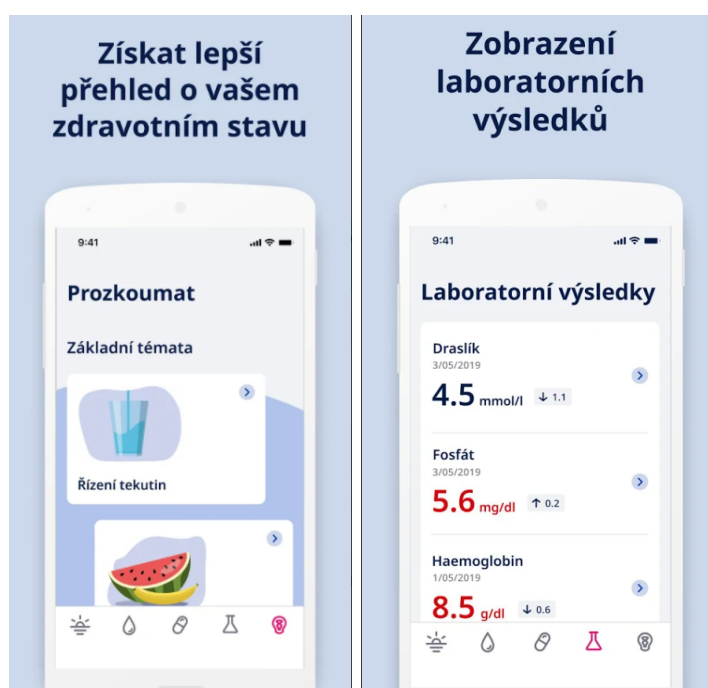 Získat lepší
přehled o vašem
zdravotním stavu
9:41
Prozkoumat
Základní témata
Řízení tekutin
Zobrazení
laboratorních
výsledků
9:41
Laboratorní výsledky
Draslík
3/05/2019
4.5 mmol/l ↓ 1.1
Fosfát
3/05/2019
5.6 mg/dl ↑ 0.2
Haemoglobin
1/05/2019
8.5 g/dl ↓ 0.6